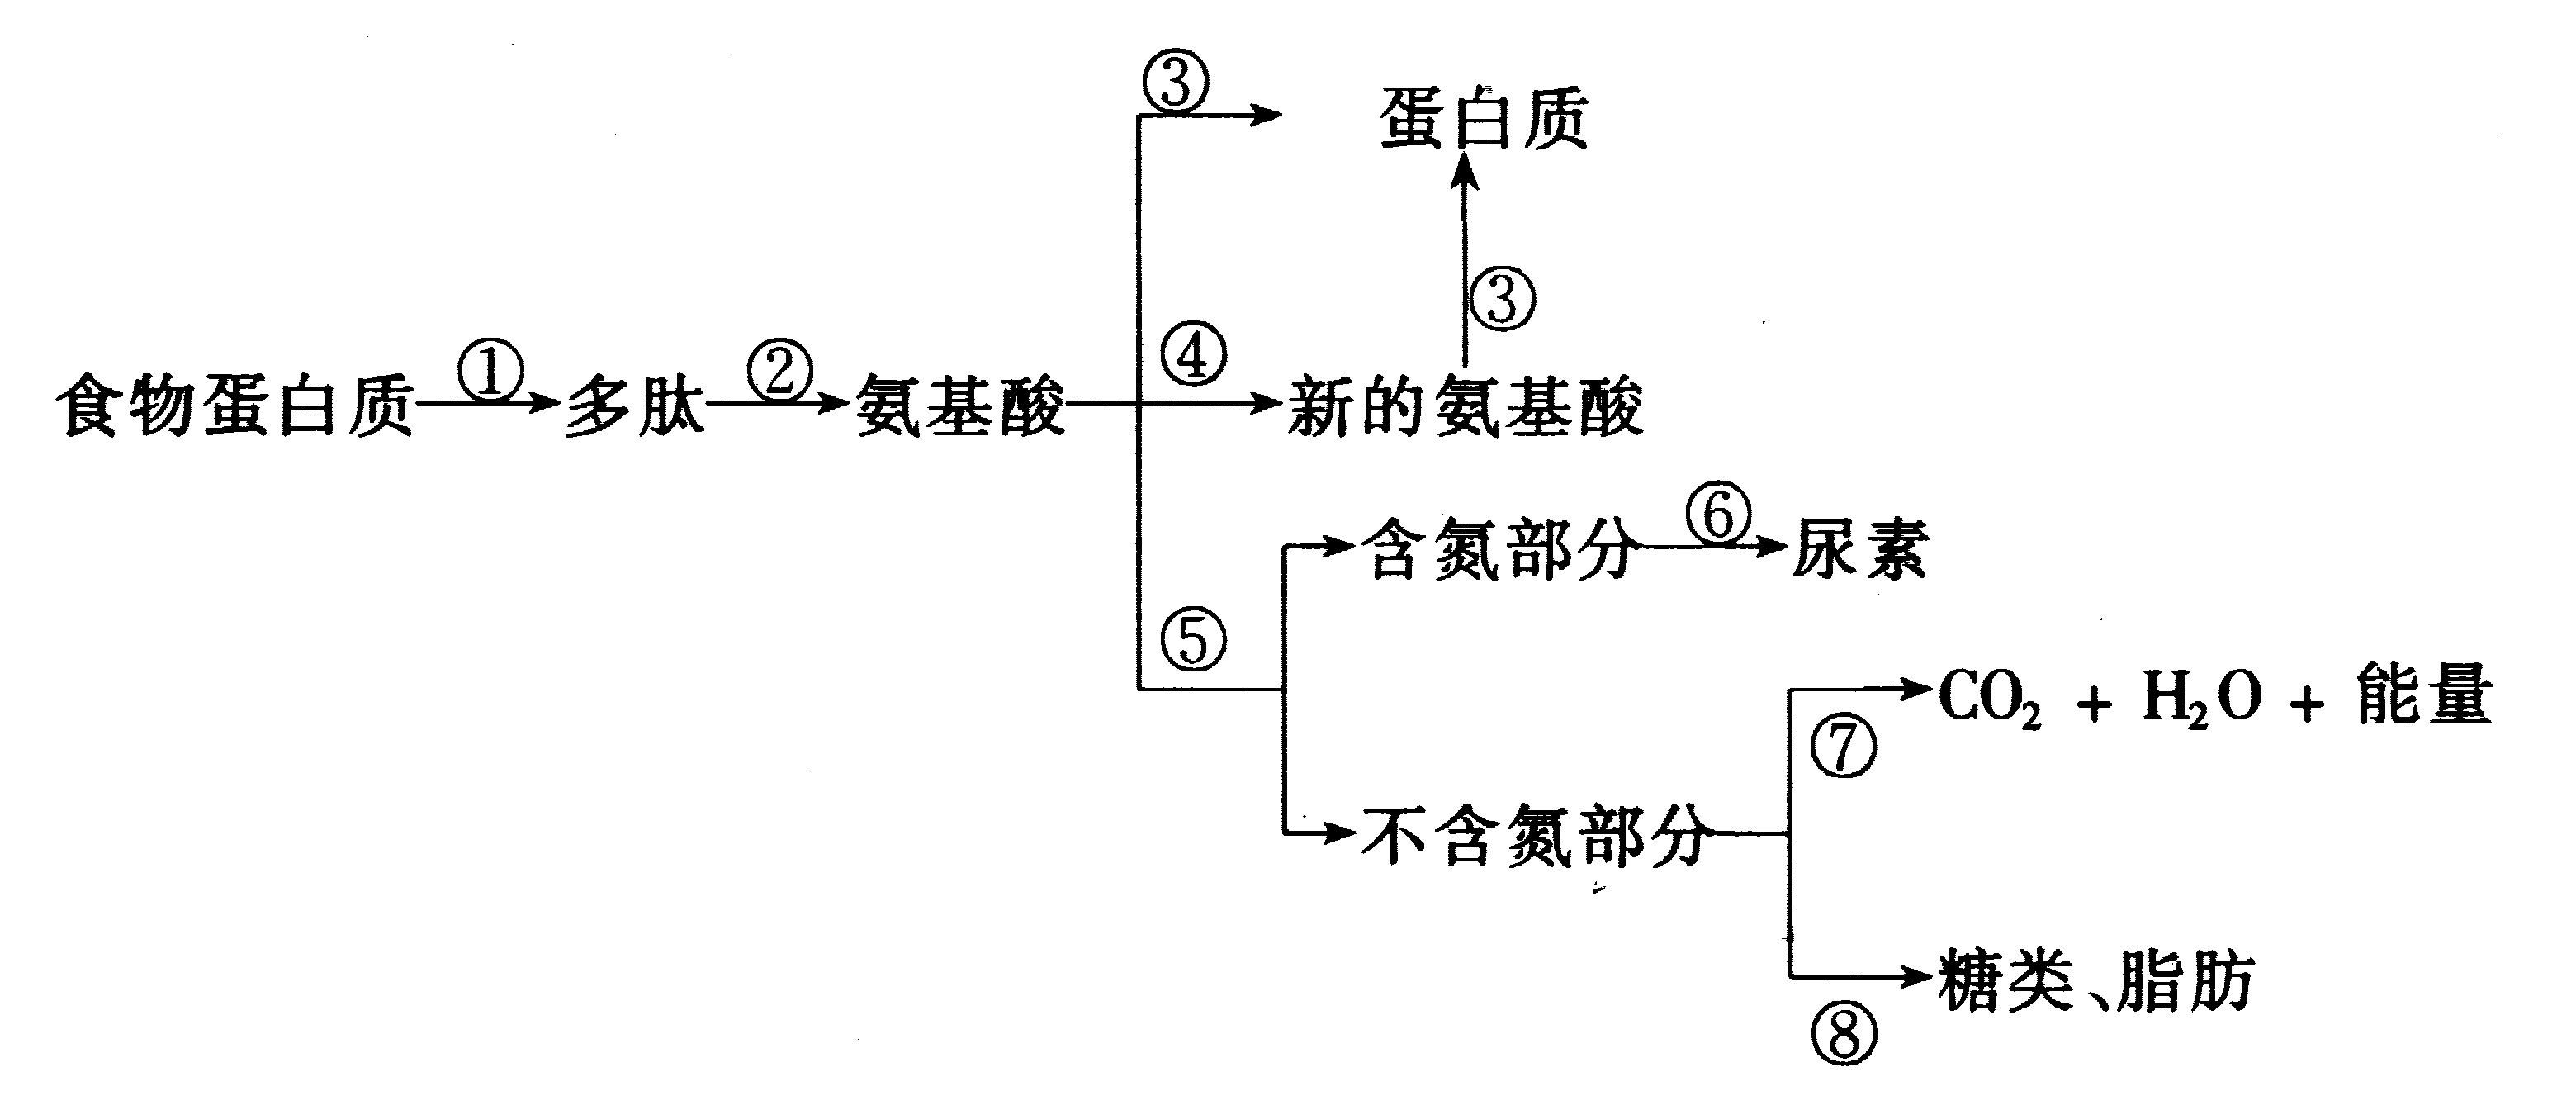 ③ 蛋白质
③
食物蛋白质 ① 多肽 ② 氨基酸 ④ 新的氨基酸
含氮部分 ⑥ 尿素
⑤
⑦ CO₂ + H₂O + 能量
不含氮部分
⑧ 糖类、脂肪